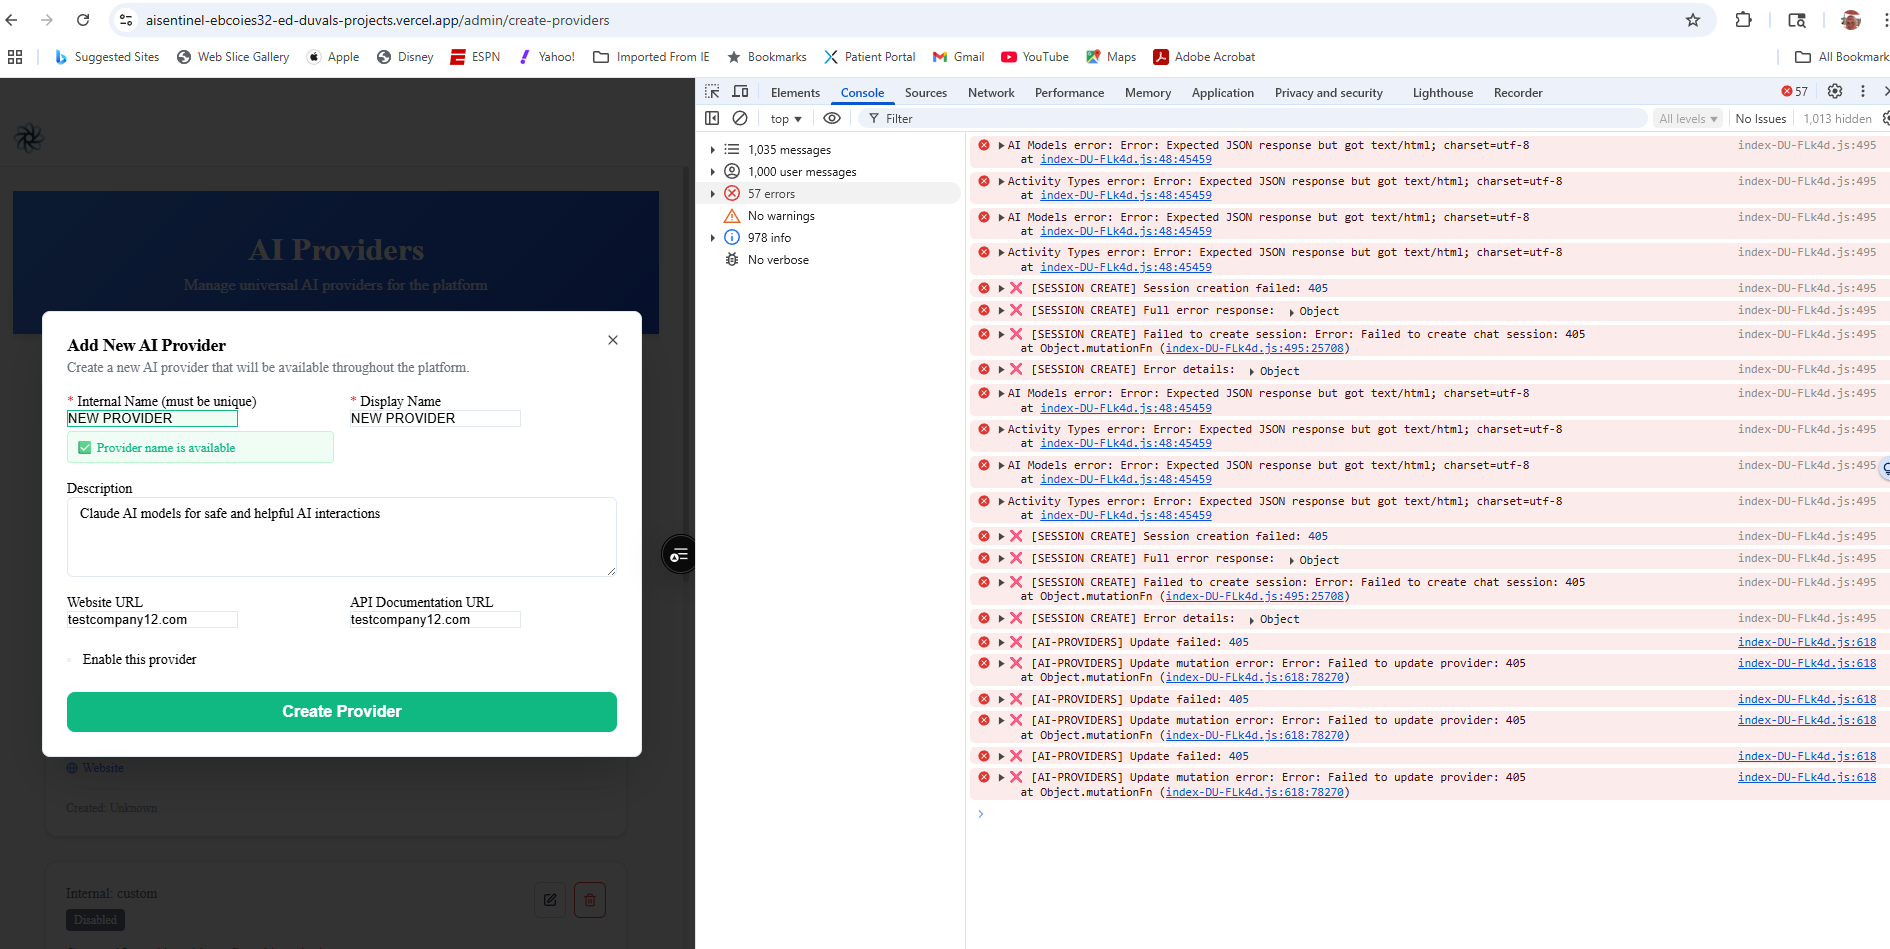 aisentinel-ebcoies32-ed-duvals-projects.vercel.app/admin/create-providers
Suggested Sites
Web Slice Gallery
Apple
Disney
ESPN
Yahoo!
Imported From IE
Bookmarks
Patient Portal
Gmail
YouTube
Maps
Adobe Acrobat
All Bookmark
AI Providers
Manage universal AI providers for the platform
Add New AI Provider
Create a new AI provider that will be available throughout the platform.
* Internal Name (must be unique)
NEW PROVIDER
✅ Provider name is available
* Display Name
NEW PROVIDER
Description
Claude AI models for safe and helpful AI interactions
Website URL
testcompany12.com
API Documentation URL
testcompany12.com
Enable this provider
Create Provider
Website
Created: Unknown
Internal: custom
Disabled
Elements Console Sources Network Performance Memory Application Privacy and security Lighthouse Recorder
57
top
Filter
All levels
No Issues
1,013 hidden
1,035 messages
1,000 user messages
57 errors
No warnings
978 info
No verbose
AI Models error: Error: Expected JSON response but got text/html; charset=utf-8 index-DU-FLk4d.js:495
at index-DU-FLk4d.js:48:45459
Activity Types error: Error: Expected JSON response but got text/html; charset=utf-8 index-DU-FLk4d.js:495
at index-DU-FLk4d.js:48:45459
AI Models error: Error: Expected JSON response but got text/html; charset=utf-8 index-DU-FLk4d.js:495
at index-DU-FLk4d.js:48:45459
Activity Types error: Error: Expected JSON response but got text/html; charset=utf-8 index-DU-FLk4d.js:495
at index-DU-FLk4d.js:48:45459
❌ [SESSION CREATE] Session creation failed: 405 index-DU-FLk4d.js:495
❌ [SESSION CREATE] Full error response: Object index-DU-FLk4d.js:495
❌ [SESSION CREATE] Failed to create session: Error: Failed to create chat session: 405 index-DU-FLk4d.js:495
at Object.mutationFn (index-DU-FLk4d.js:495:25708)
❌ [SESSION CREATE] Error details: Object index-DU-FLk4d.js:495
AI Models error: Error: Expected JSON response but got text/html; charset=utf-8 index-DU-FLk4d.js:495
at index-DU-FLk4d.js:48:45459
Activity Types error: Error: Expected JSON response but got text/html; charset=utf-8 index-DU-FLk4d.js:495
at index-DU-FLk4d.js:48:45459
AI Models error: Error: Expected JSON response but got text/html; charset=utf-8 index-DU-FLk4d.js:495
at index-DU-FLk4d.js:48:45459
Activity Types error: Error: Expected JSON response but got text/html; charset=utf-8 index-DU-FLk4d.js:495
at index-DU-FLk4d.js:48:45459
❌ [SESSION CREATE] Session creation failed: 405 index-DU-FLk4d.js:495
❌ [SESSION CREATE] Full error response: Object index-DU-FLk4d.js:495
❌ [SESSION CREATE] Failed to create session: Error: Failed to create chat session: 405 index-DU-FLk4d.js:495
at Object.mutationFn (index-DU-FLk4d.js:495:25708)
❌ [SESSION CREATE] Error details: Object index-DU-FLk4d.js:495
❌ [AI-PROVIDERS] Update failed: 405 index-DU-FLk4d.js:618
❌ [AI-PROVIDERS] Update mutation error: Error: Failed to update provider: 405 index-DU-FLk4d.js:618
at Object.mutationFn (index-DU-FLk4d.js:618:78270)
❌ [AI-PROVIDERS] Update failed: 405 index-DU-FLk4d.js:618
❌ [AI-PROVIDERS] Update mutation error: Error: Failed to update provider: 405 index-DU-FLk4d.js:618
at Object.mutationFn (index-DU-FLk4d.js:618:78270)
❌ [AI-PROVIDERS] Update failed: 405 index-DU-FLk4d.js:618
❌ [AI-PROVIDERS] Update mutation error: Error: Failed to update provider: 405 index-DU-FLk4d.js:618
at Object.mutationFn (index-DU-FLk4d.js:618:78270)